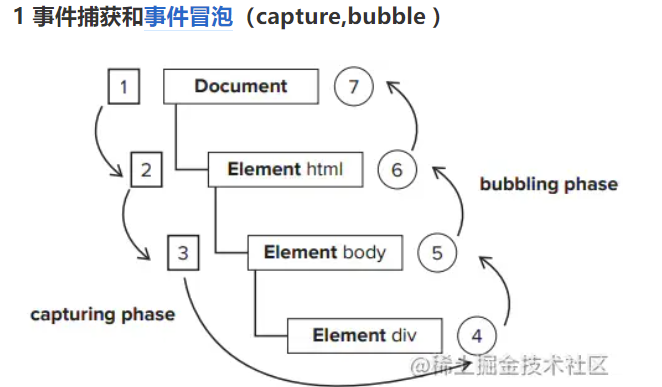 1 事件捕获和事件冒泡（capture,bubble ）
1 Document 7
2 Element html 6
bubbling phase
3 Element body 5
capturing phase
Element div 4
@稀土掘金技术社区